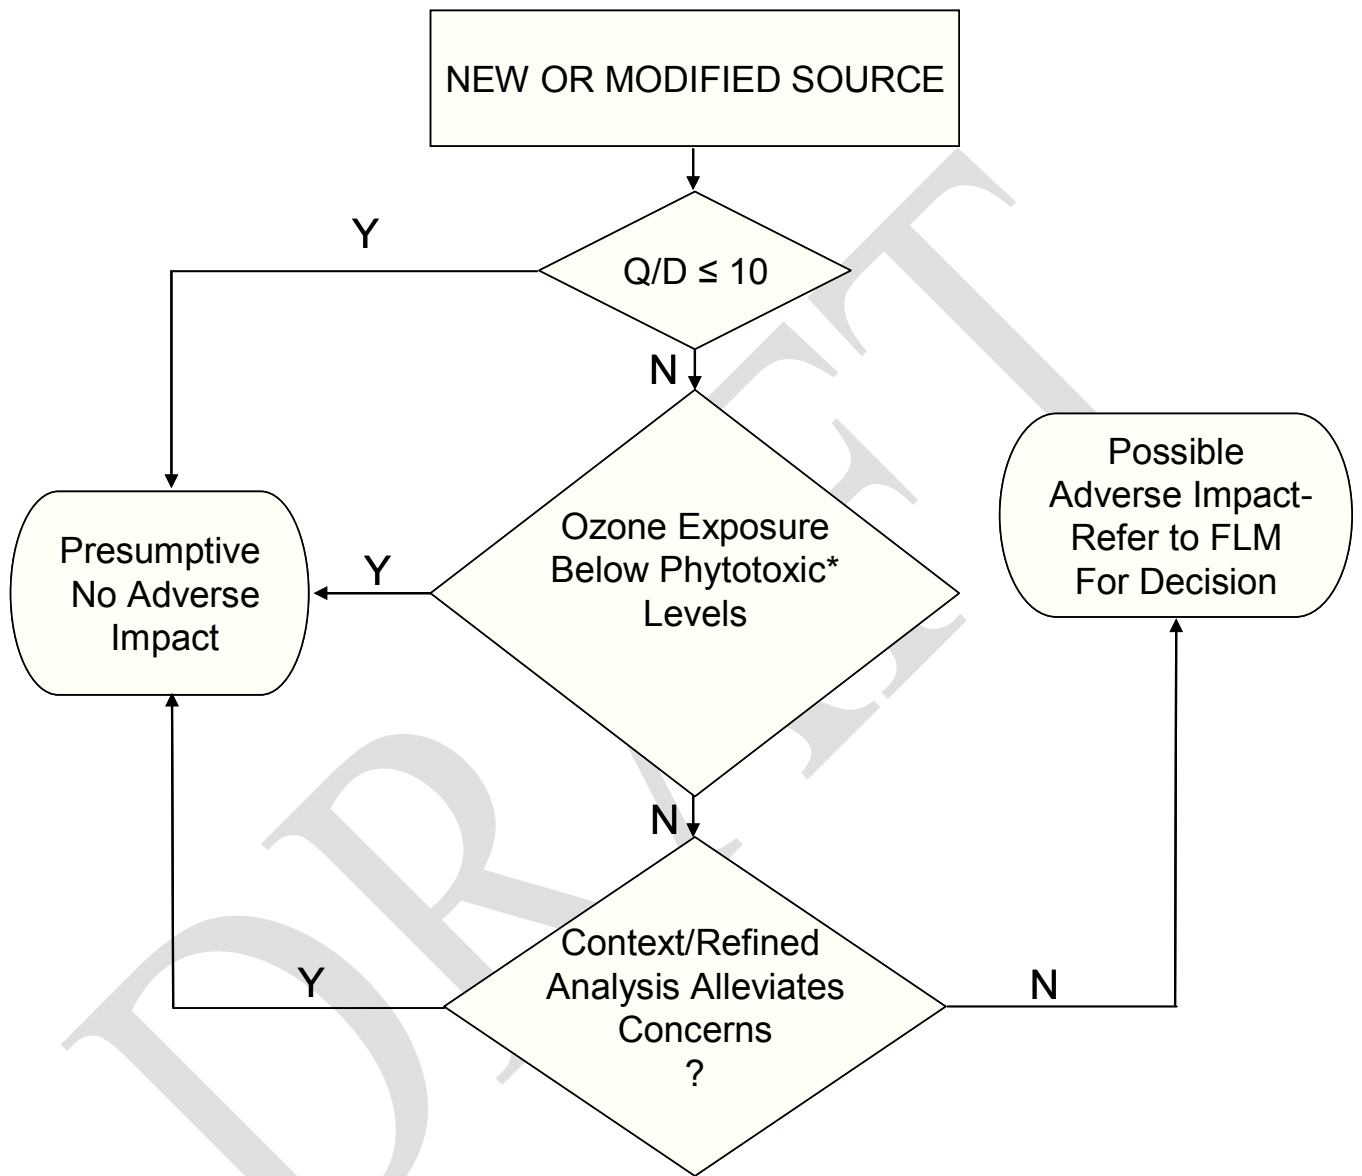 NEW OR MODIFIED SOURCE
Y
Q/D ≤ 10
N
Possible
Adverse Impact-
Refer to FLM
For Decision
Ozone Exposure
Below Phytotoxic*
Levels
Y
Presumptive
No Adverse
Impact
N
Context/Refined
Analysis Alleviates
Concerns
?
Y
N
DRAFT